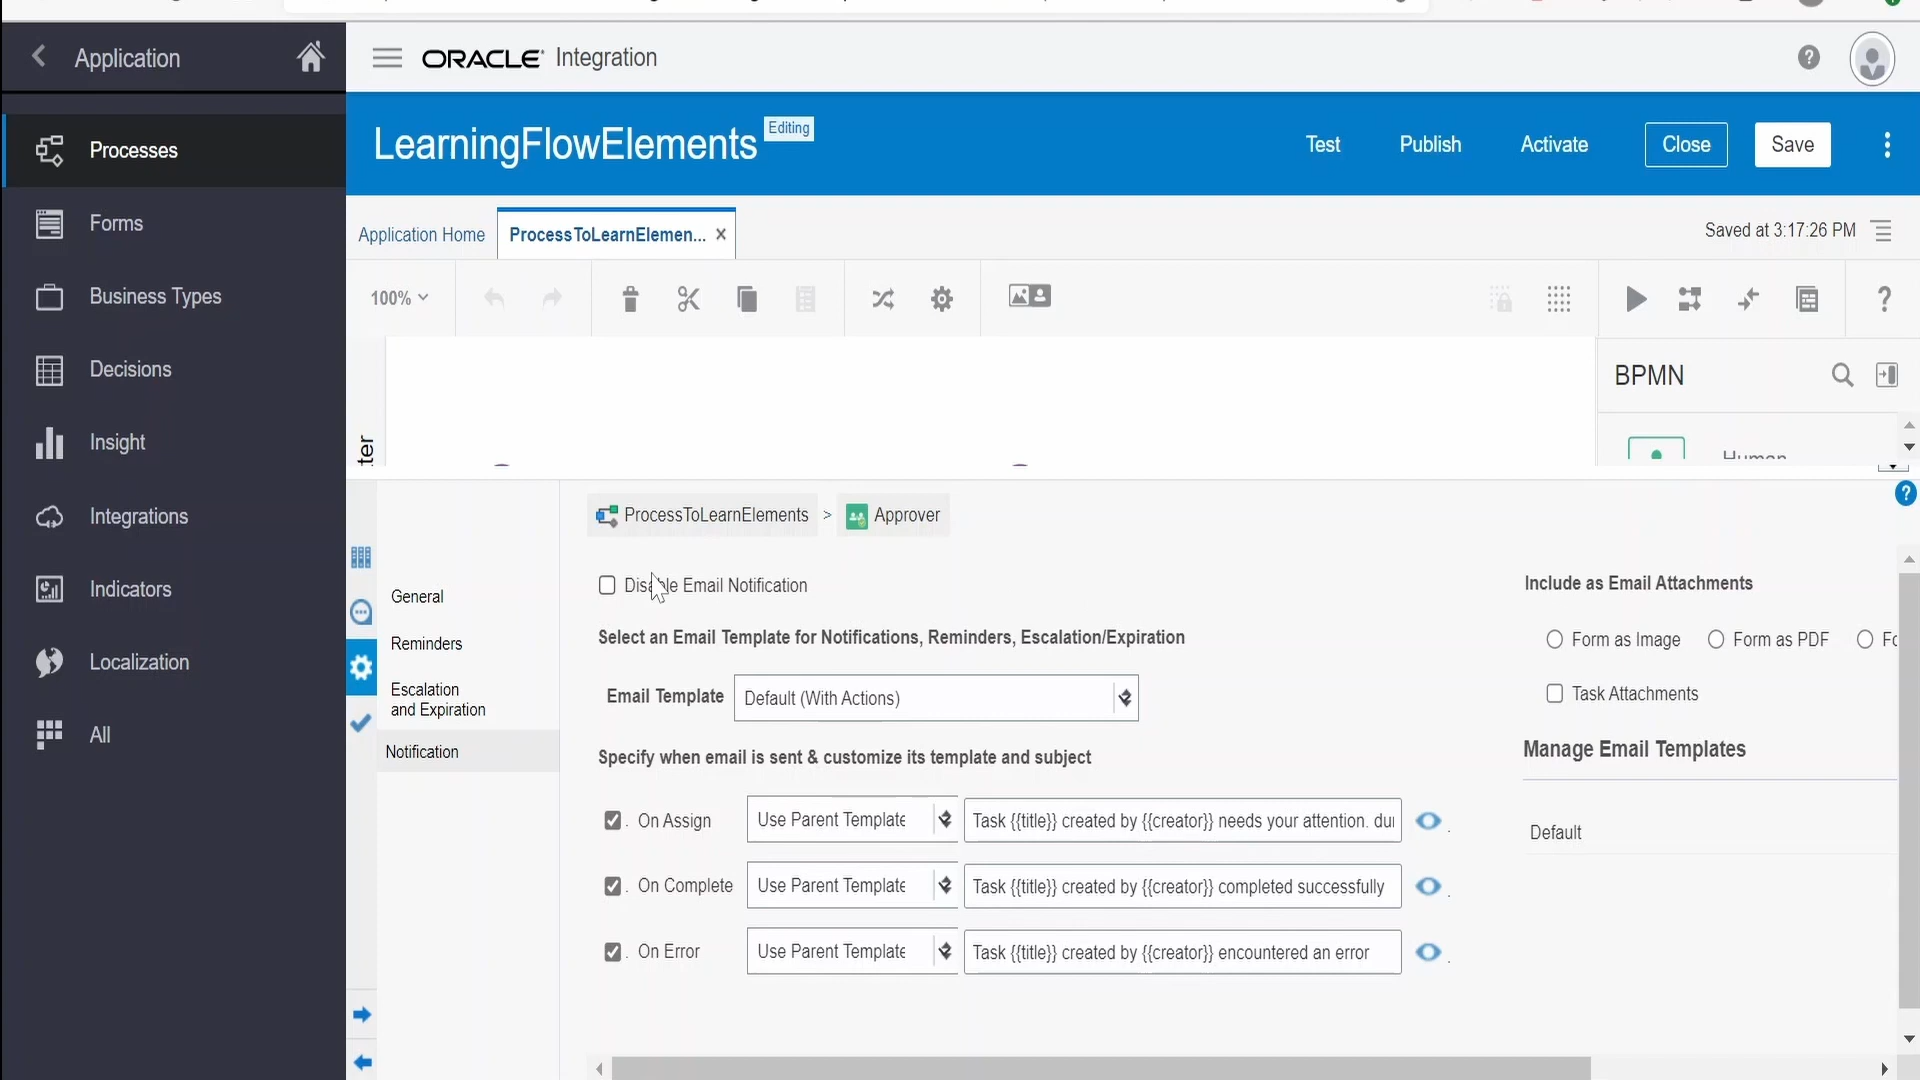 Application
ORACLE Integration
LearningFlowElements Editing
Test
Publish
Activate
Close
Save
Processes
Forms
Business Types
Decisions
Insight
Integrations
Indicators
Localization
All
Application Home
ProcessToLearnElemen... ×
Saved at 3:17:26 PM
100%
?
BPMN
ter
Human
ProcessToLearnElements > Approver
?
General
Reminders
Escalation
and Expiration
Notification
Disable Email Notification
Select an Email Template for Notifications, Reminders, Escalation/Expiration
Email Template Default (With Actions)
Specify when email is sent & customize its template and subject
On Assign Use Parent Template Task {{title}} created by {{creator}} needs your attention. du
On Complete Use Parent Template Task {{title}} created by {{creator}} completed successfully
On Error Use Parent Template Task {{title}} created by {{creator}} encountered an error
Include as Email Attachments
Form as Image Form as PDF Fo
Task Attachments
Manage Email Templates
Default